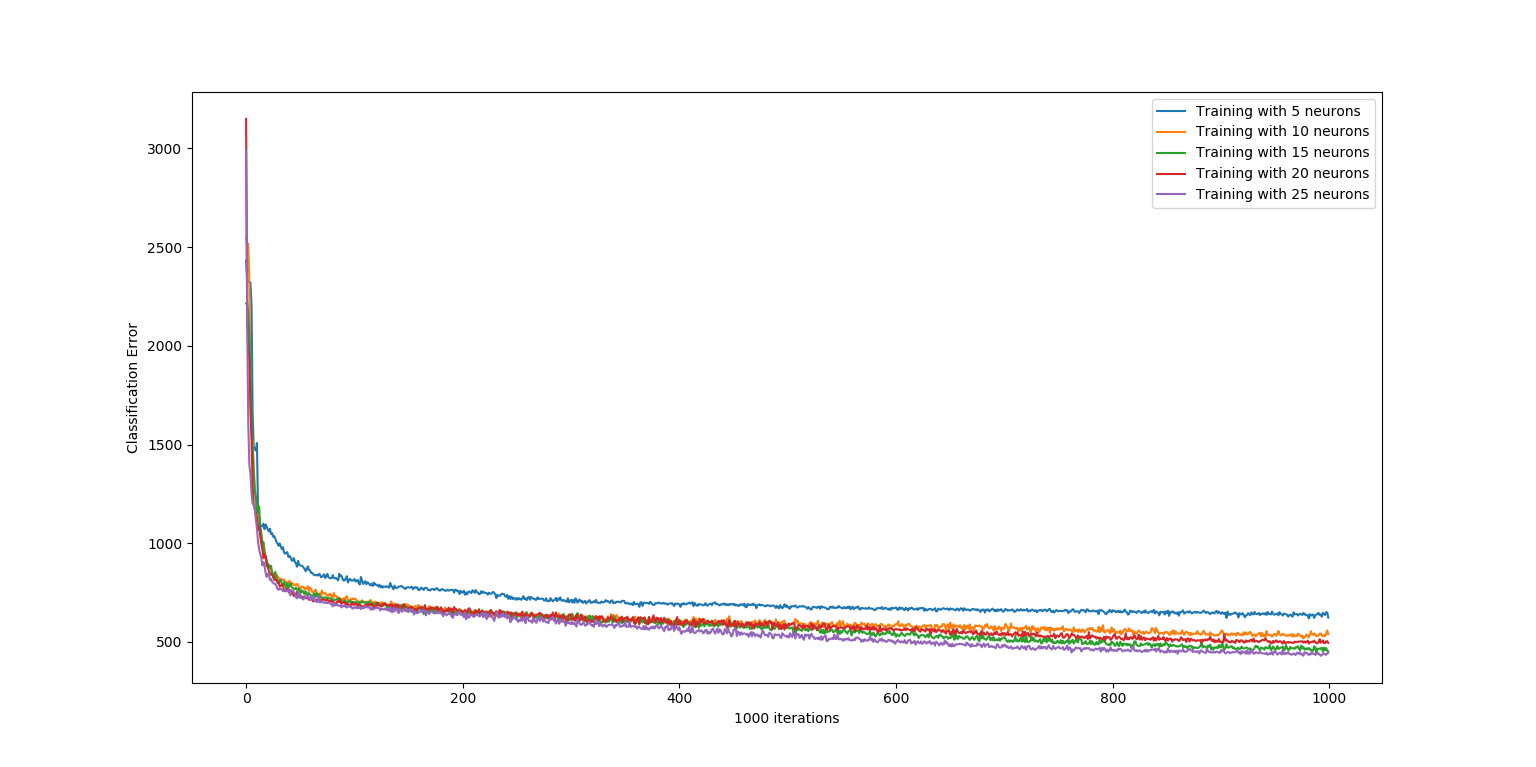 Training with 5 neurons
Training with 10 neurons
Training with 15 neurons
Training with 20 neurons
Training with 25 neurons
3000
2500
2000
1500
1000
500
Classification Error
0 200 400 600 800 1000
1000 iterations